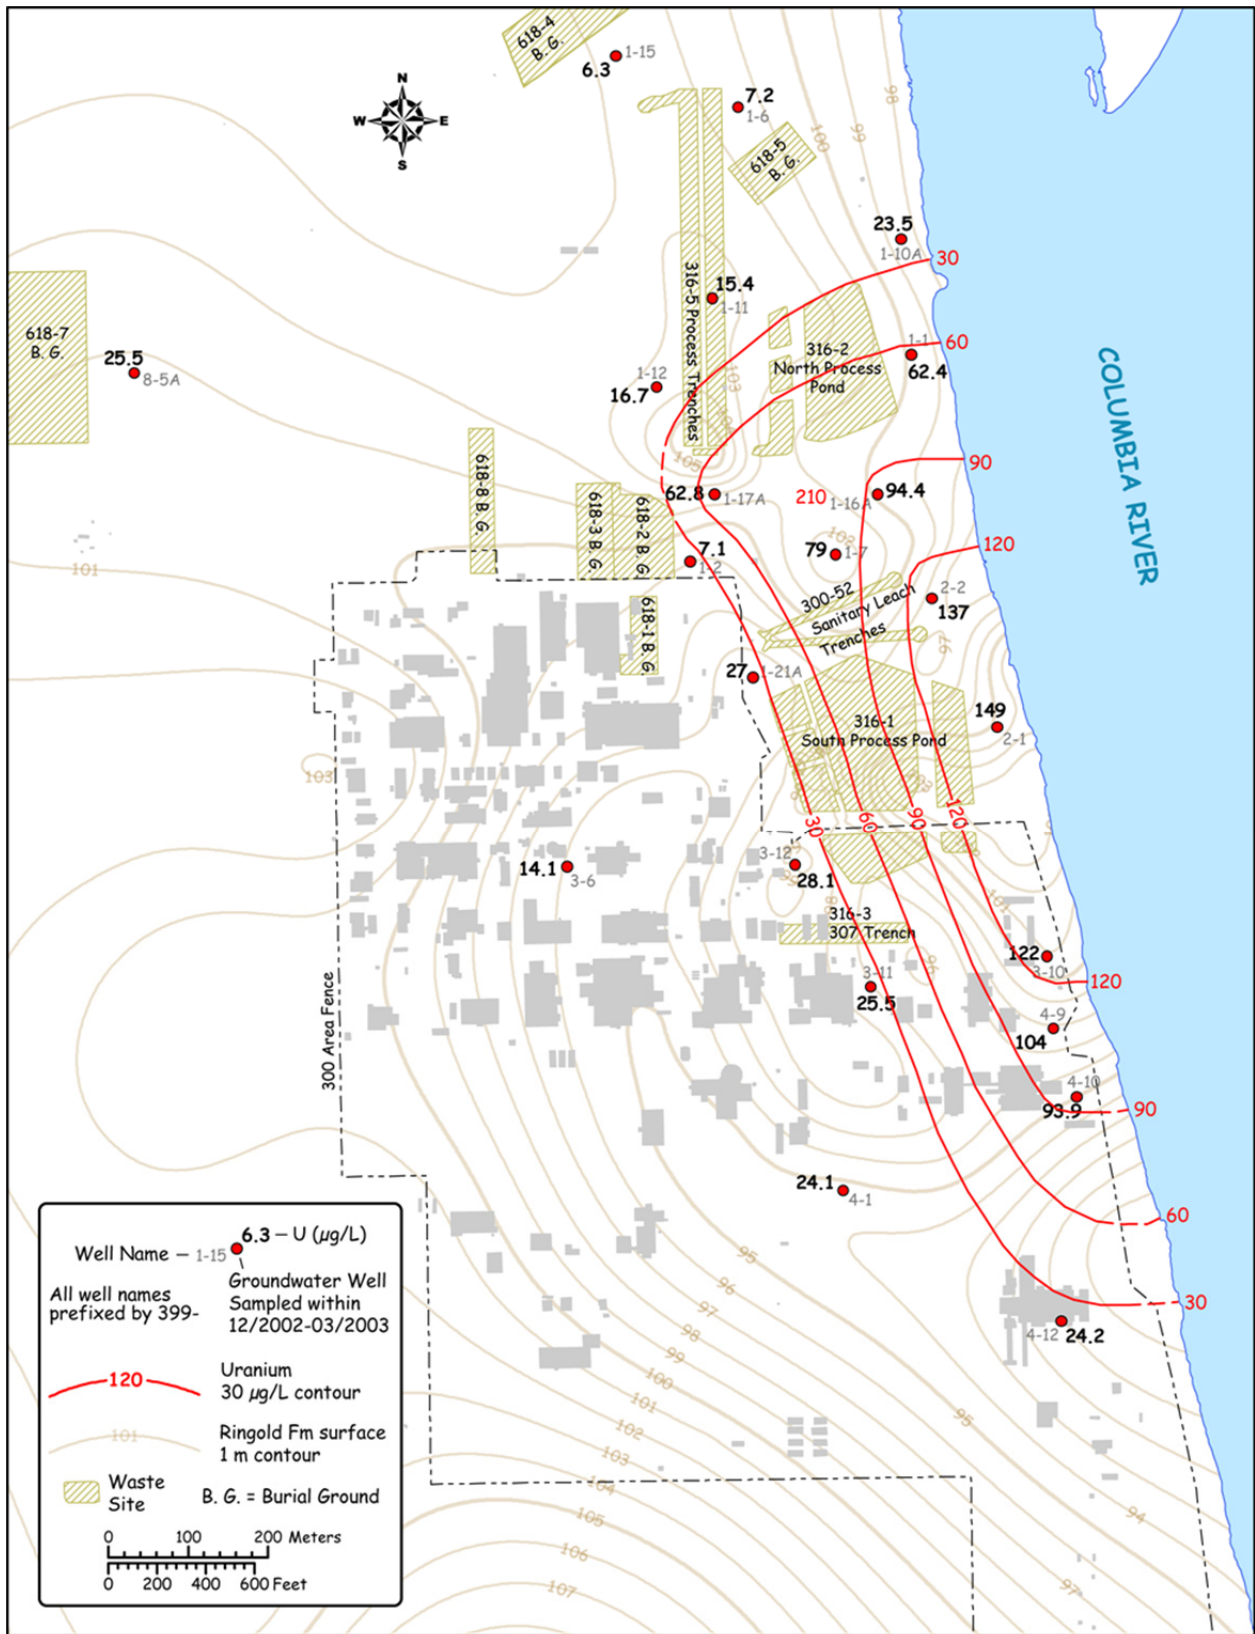 618-4
B. G.
1-15
6.3
N
W
E
S
7.2
1-6
618-5
B. G.
98
99
100
23.5
1-10A
30
15.4
1-11
316-5 Process Trenches
618-7
B. G.
25.5
8-5A
1-12
16.7
103
316-2
North Process
Pond
1-1
60
62.4
COLUMBIA RIVER
105
90
62.8
1-17A
210
1-16A
94.4
618-8 B. G.
618-3 B. G.
618-2 B. G.
7.1
1-2
102
79
1-7
120
101
300-52
Sanitary Leach
Trenches
2-2
137
97
618-1 B. G.
27
1-21A
149
2-1
316-1
South Process Pond
103
103
30
60
90
120
3-12
28.1
14.1
3-6
101
98
316-3
307 Trench
96
122
3-10
120
3-11
25.5
4-9
104
300 Area Fence
4-10
93.9
90
24.1
4-1
60
95
96
97
98
99
100
101
102
103
104
105
106
107
30
4-12
24.2
95
94
97
6.3 – U (µg/L)
Well Name – 1-15
All well names
prefixed by 399-
Groundwater Well
Sampled within
12/2002-03/2003
120
Uranium
30 µg/L contour
101
Ringold Fm surface
1 m contour
Waste
Site
B. G. = Burial Ground
0 100 200 Meters
0 200 400 600 Feet